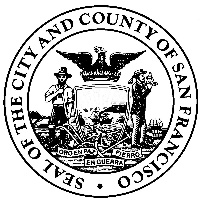 SEAL OF THE CITY AND COUNTY OF SAN FRANCISCO
ORO EN PAZ
FIERRO
EN GUERRA